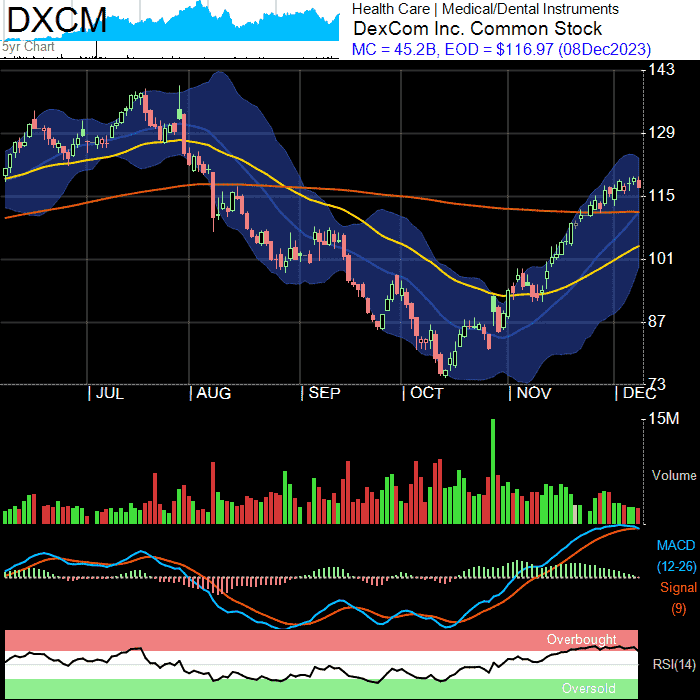 DXCM
5yr Chart
Health Care | Medical/Dental Instruments
DexCom Inc. Common Stock
MC = 45.2B, EOD = $116.97 (08Dec2023)
143
129
115
101
87
73
| JUL | AUG | SEP | OCT | NOV | DEC
15M
Volume
MACD
(12-26)
Signal
(9)
Overbought
RSI(14)
Oversold